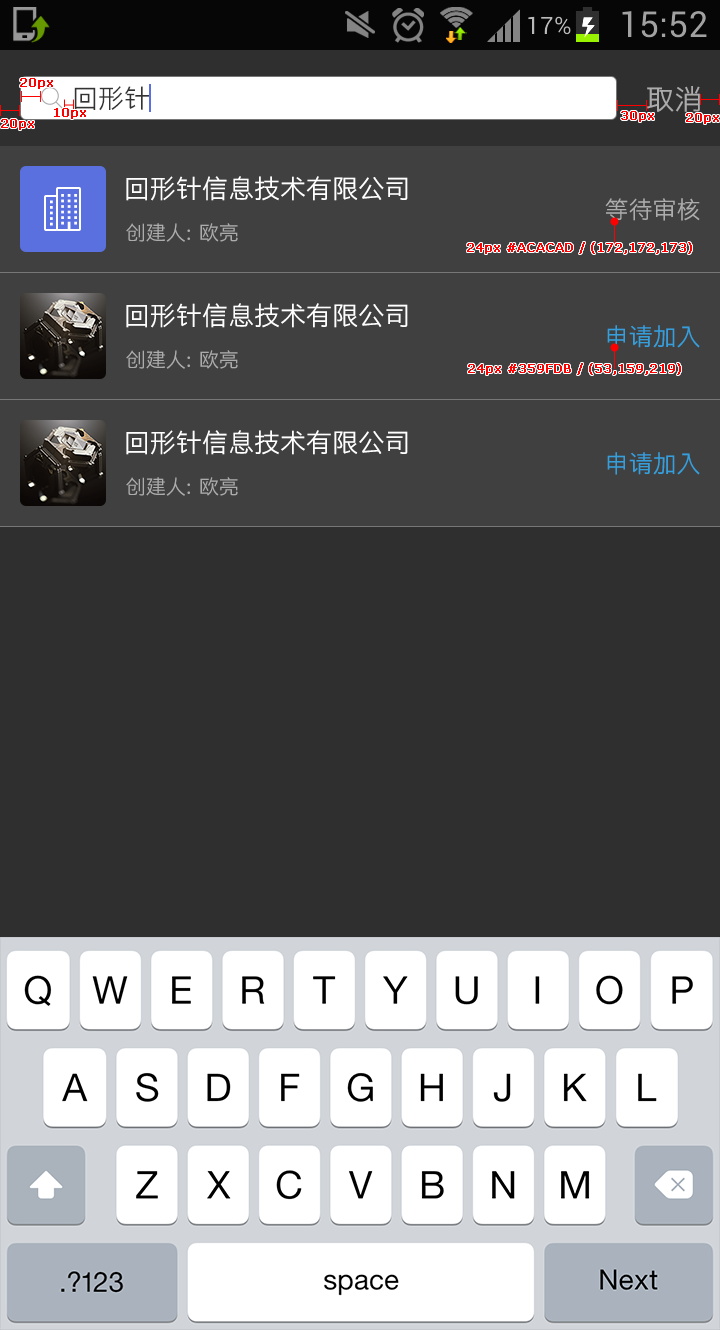 17% 15:52
20px 回形针 取消
20px 10px 30px 20px
回形针信息技术有限公司
创建人: 欧亮
等待审核
24px #ACACAD / (172,172,173)
回形针信息技术有限公司
创建人: 欧亮
申请加入
24px #359FDB / (53,159,219)
回形针信息技术有限公司
创建人: 欧亮
申请加入
Q W E R T Y U I O P
A S D F G H J K L
Z X C V B N M
.?123 space Next